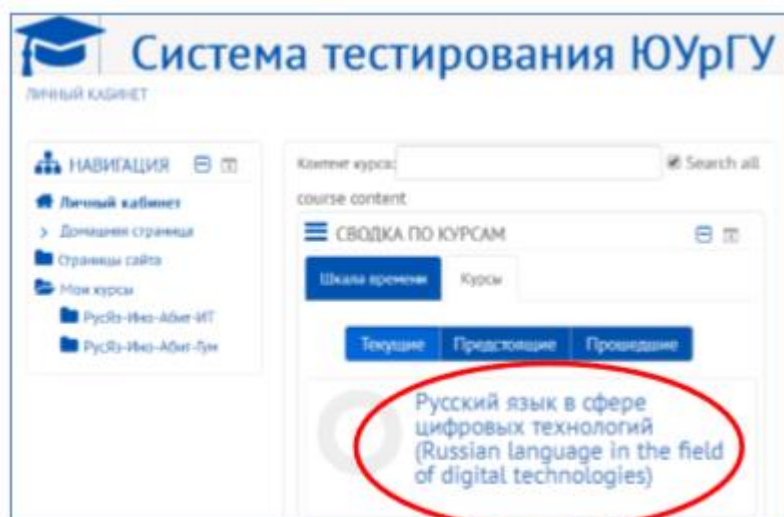 Система тестирования ЮУрГУ
ЛИЧНЫЙ КАБИНЕТ
НАВИГАЦИЯ
Личный кабинет
Домашняя страница
Страницы сайта
Мои курсы
РусЯз-Ино-Абит-ИТ
РусЯз-Ино-Абит-Гум
Контент курса:
Search all
course content
СВОДКА ПО КУРСАМ
Шкала времени
Курсы
Текущие
Предстоящие
Прошедшие
Русский язык в сфере
цифровых технологий
(Russian language in the field
of digital technologies)